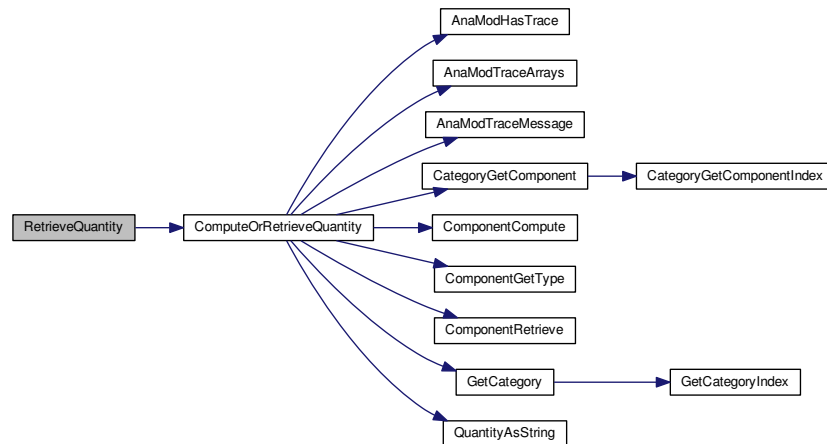 AnaModHasTrace
AnaModTraceArrays
AnaModTraceMessage
CategoryGetComponent
CategoryGetComponentIndex
RetrieveQuantity
ComputeOrRetrieveQuantity
ComponentCompute
ComponentGetType
ComponentRetrieve
GetCategory
GetCategoryIndex
QuantityAsString